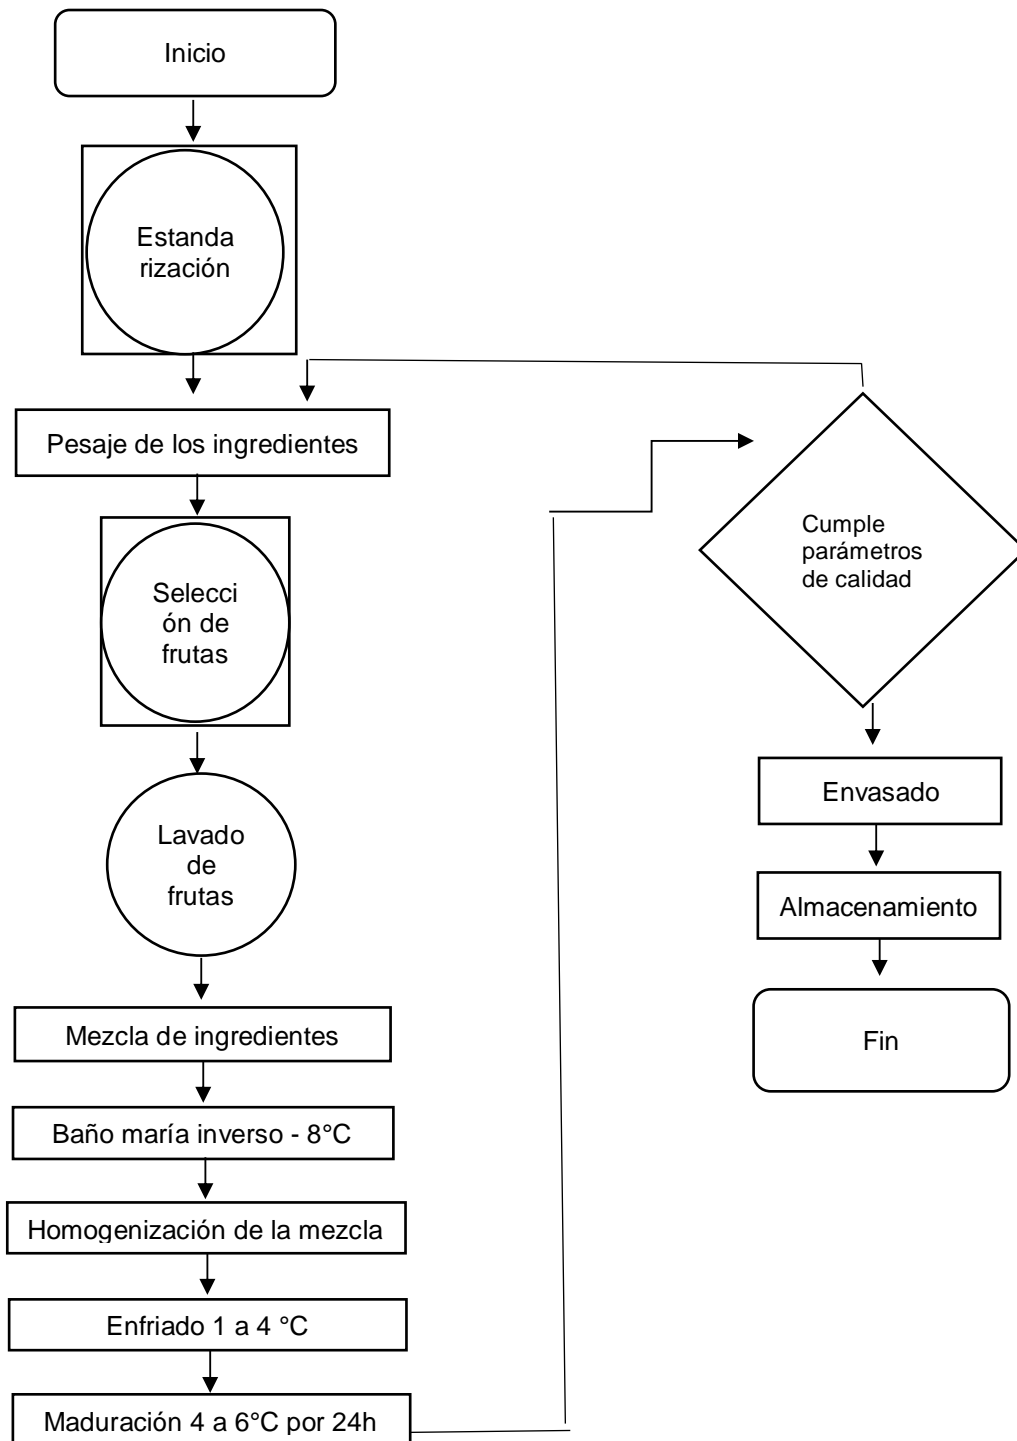 Inicio
Estanda
rización
Pesaje de los ingredientes
Selecci
ón de
frutas
Lavado
de
frutas
Mezcla de ingredientes
Baño maría inverso - 8°C
Homogenización de la mezcla
Enfriado 1 a 4 °C
Maduración 4 a 6°C por 24h
Cumple
parámetros
de calidad
Envasado
Almacenamiento
Fin